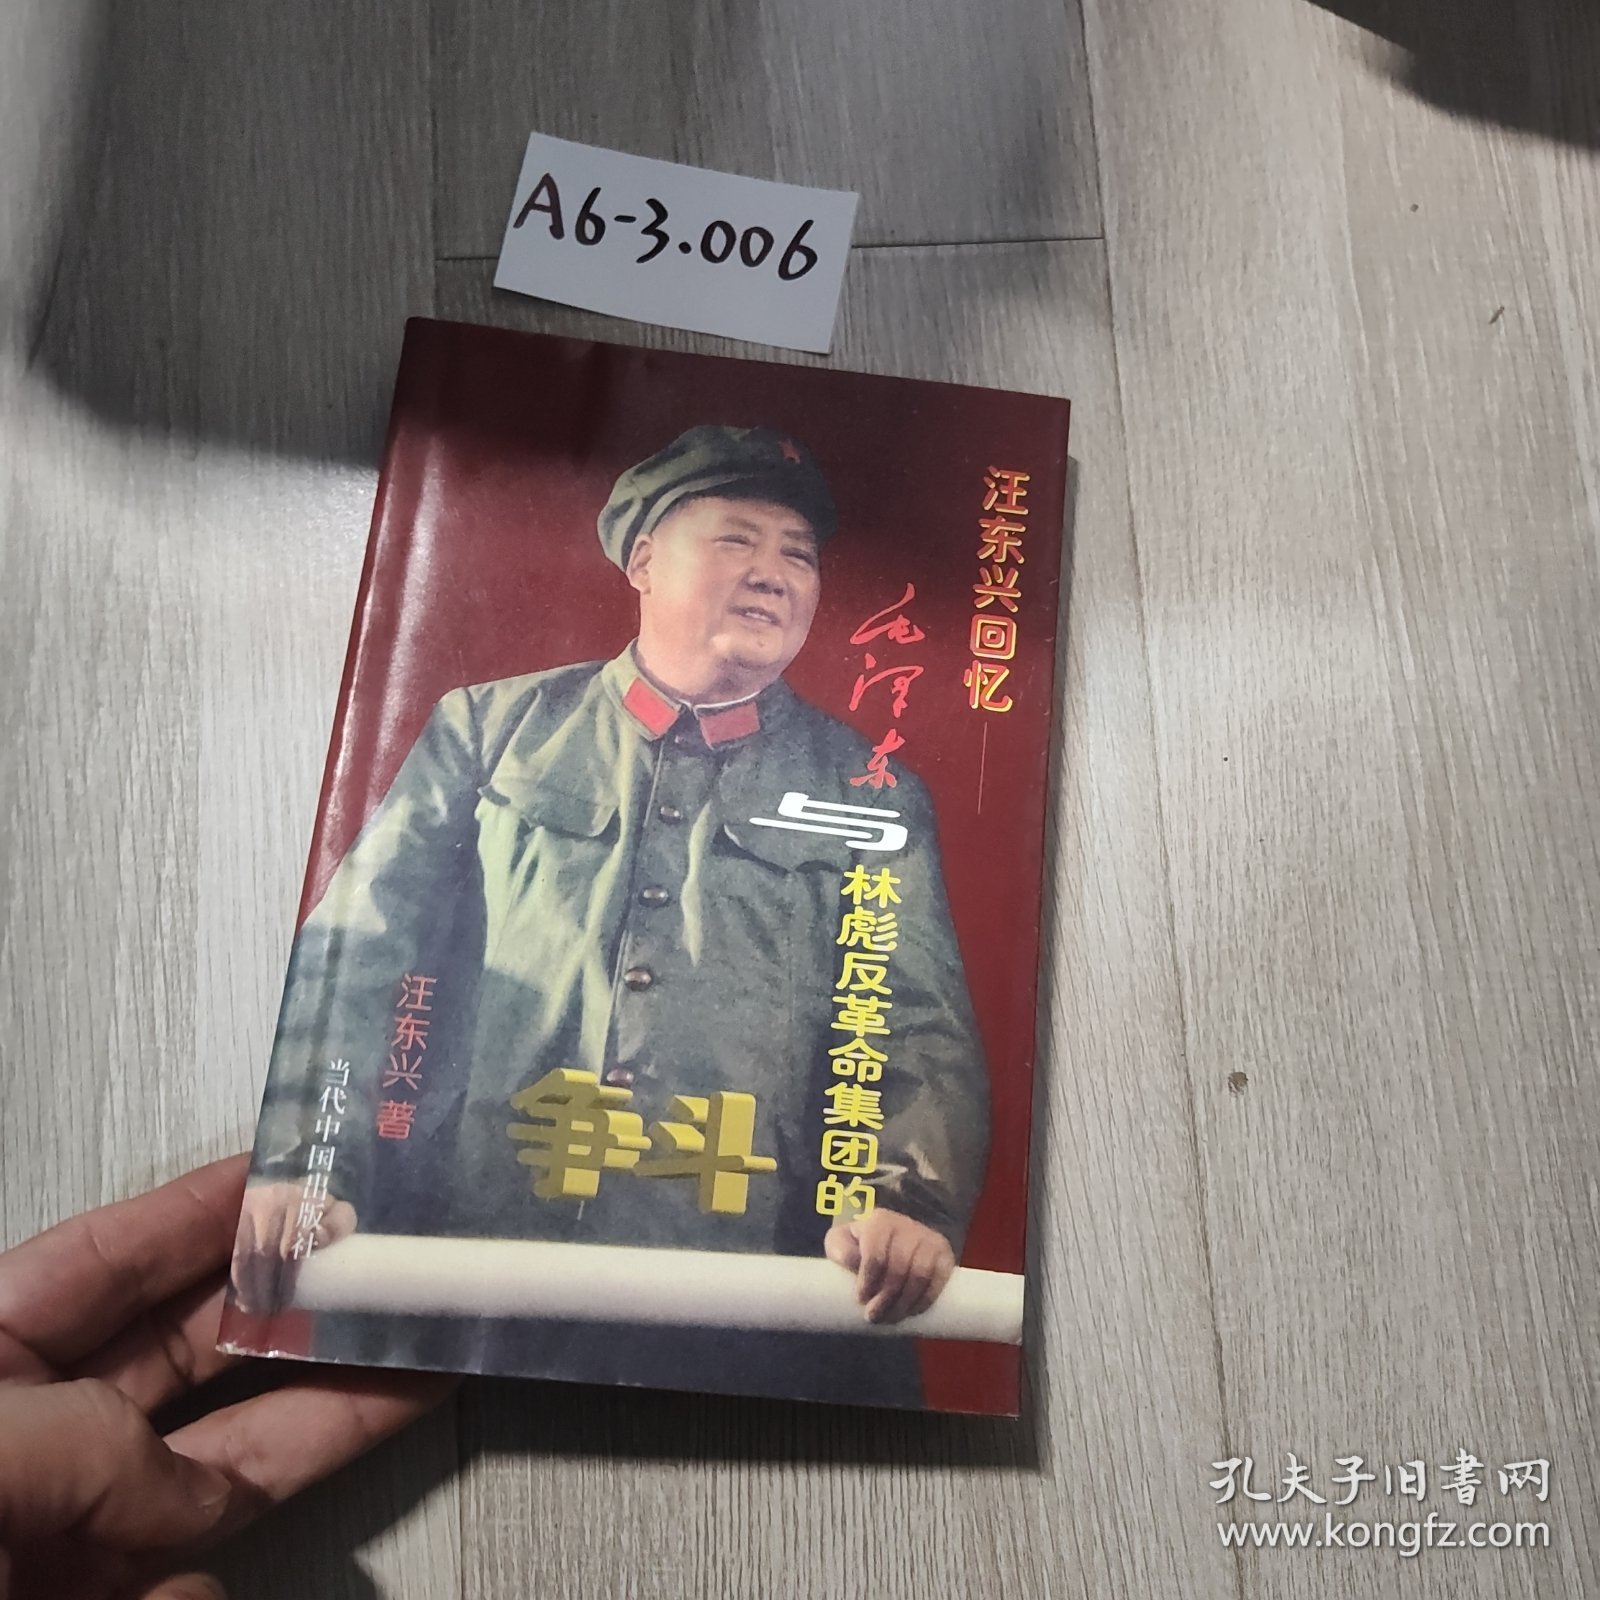 A6-3.006
汪东兴回忆——
毛泽东
与
林彪反革命集团的
争斗
汪东兴 著
当代中国出版社
孔夫子旧书网
www.kongfz.com